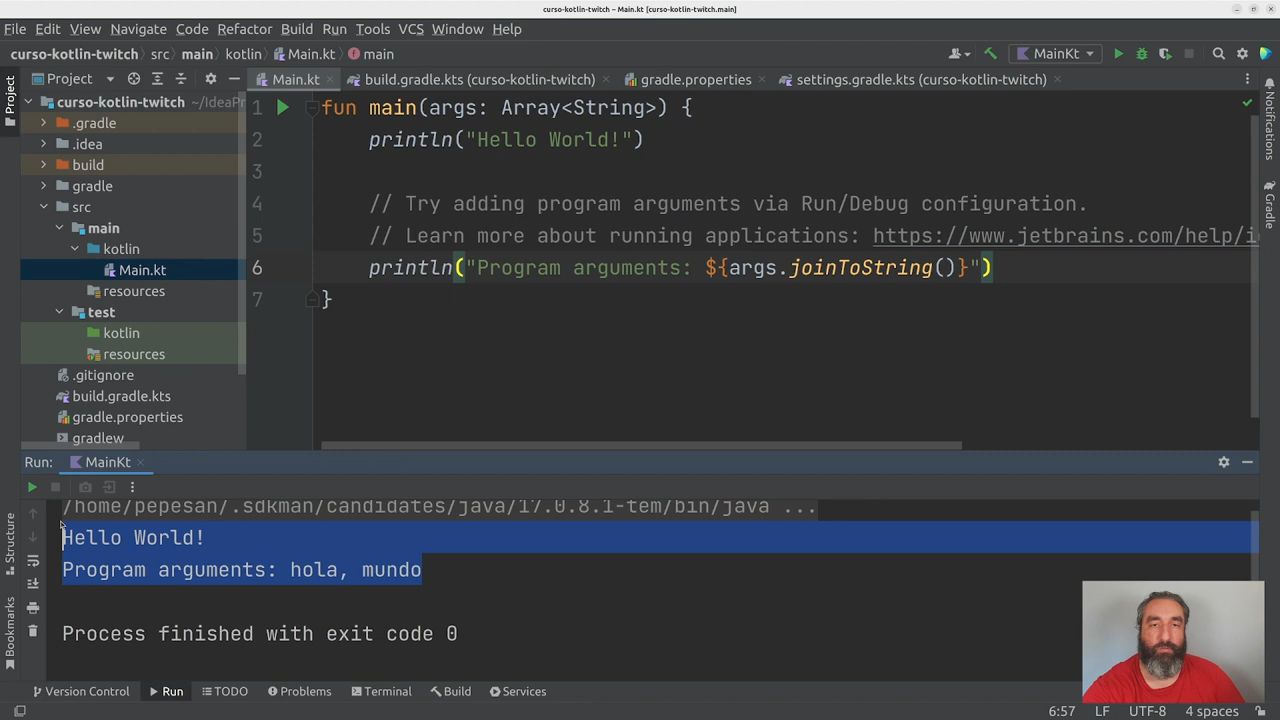 curso-kotlin-twitch – Main.kt [curso-kotlin-twitch.main]
File Edit View Navigate Code Refactor Build Run Tools VCS Window Help
curso-kotlin-twitch src main kotlin Main.kt main MainKt
Project Main.kt build.gradle.kts (curso-kotlin-twitch) gradle.properties settings.gradle.kts (curso-kotlin-twitch)
Project
curso-kotlin-twitch ~/IdeaPr
.gradle
.idea
build
gradle
src
main
kotlin
Main.kt
resources
test
kotlin
resources
.gitignore
build.gradle.kts
gradle.properties
gradlew
1 fun main(args: Array<String>) {
2 println("Hello World!")
3
4 // Try adding program arguments via Run/Debug configuration.
5 // Learn more about running applications: https://www.jetbrains.com/help/i
6 println("Program arguments: ${args.joinToString()}")
7 }
Notifications
Gradle
Run: MainKt
/home/pepesan/.sdkman/candidates/java/17.0.8.1-tem/bin/java ...
Hello World!
Program arguments: hola, mundo
Process finished with exit code 0
Structure
Bookmarks
Version Control Run TODO Problems Terminal Build Services
6:57 LF UTF-8 4 spaces